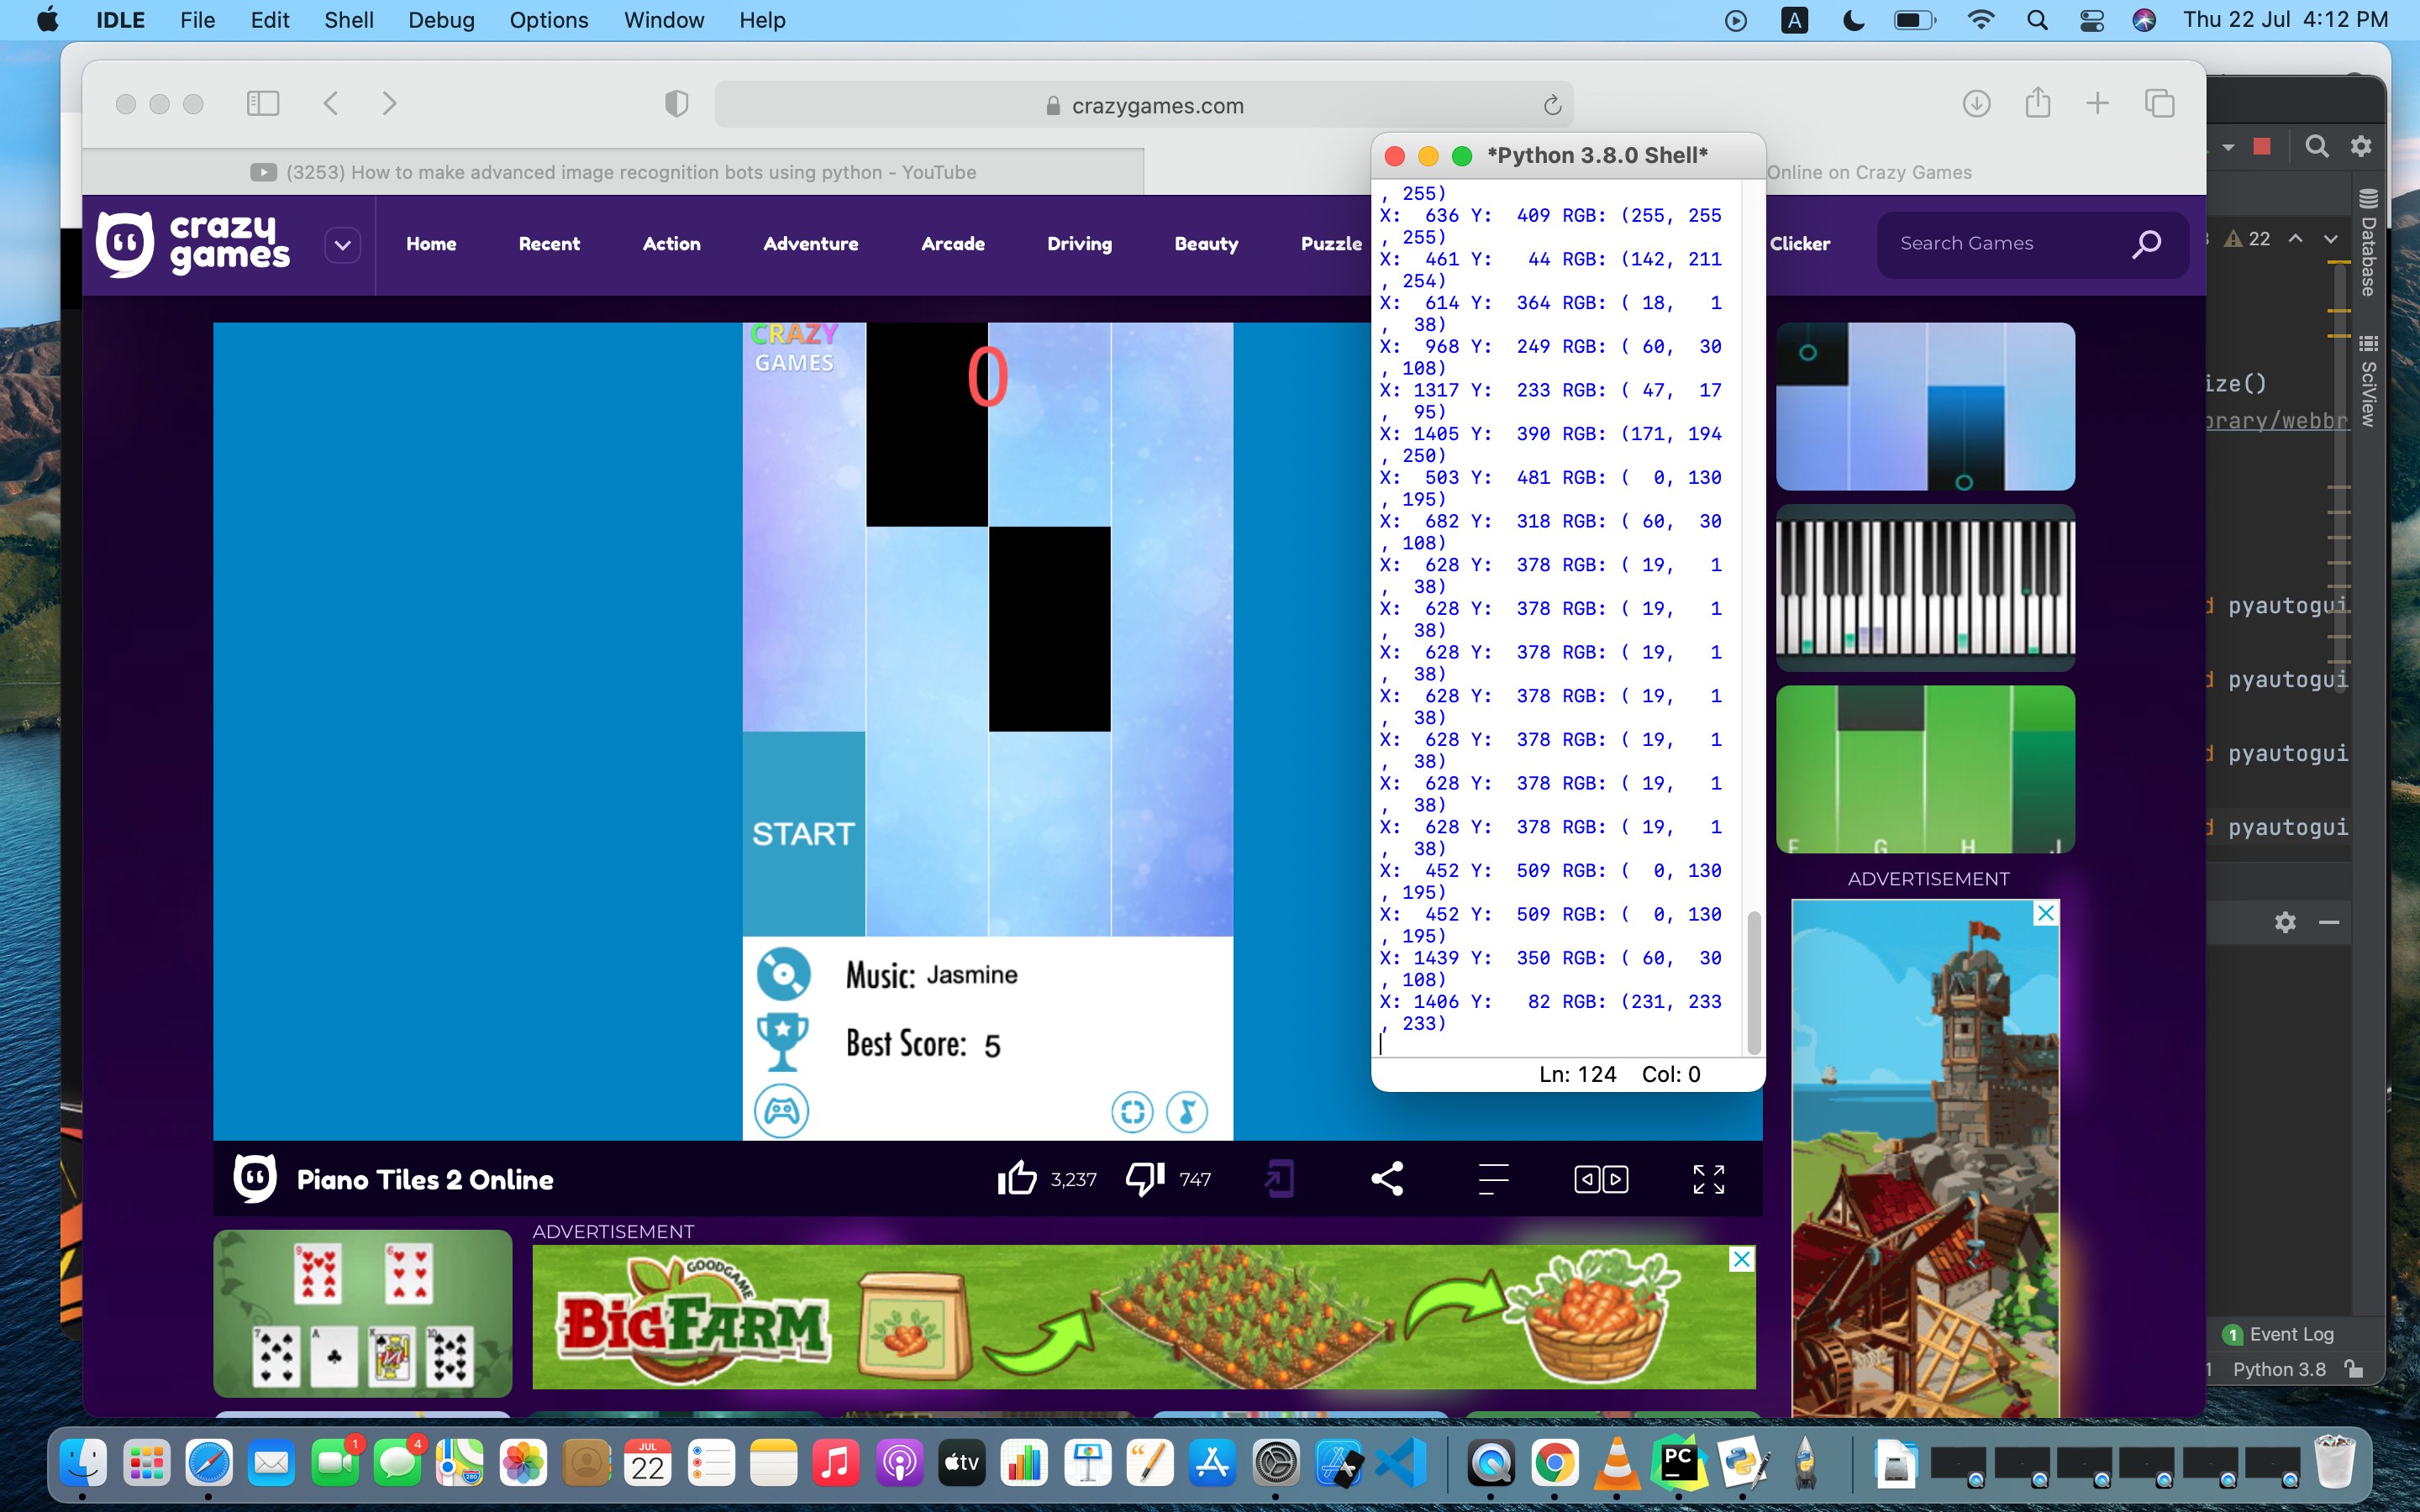 IDLE File Edit Shell Debug Options Window Help
A
Thu 22 Jul 4:12 PM
crazygames.com
(3253) How to make advanced image recognition bots using python - YouTube
Online on Crazy Games
*Python 3.8.0 Shell*
crazy
games
Home Recent Action Adventure Arcade Driving Beauty Puzzle Clicker
Search Games
22
CRAZY
GAMES
0
START
Music: Jasmine
Best Score: 5
, 255)
X:  636 Y:  409 RGB: (255, 255
, 255)
X:  461 Y:   44 RGB: (142, 211
, 254)
X:  614 Y:  364 RGB: ( 18,   1
,  38)
X:  968 Y:  249 RGB: ( 60,  30
, 108)
X: 1317 Y:  233 RGB: ( 47,  17
,  95)
X: 1405 Y:  390 RGB: (171, 194
, 250)
X:  503 Y:  481 RGB: (  0, 130
, 195)
X:  682 Y:  318 RGB: ( 60,  30
, 108)
X:  628 Y:  378 RGB: ( 19,   1
,  38)
X:  628 Y:  378 RGB: ( 19,   1
,  38)
X:  628 Y:  378 RGB: ( 19,   1
,  38)
X:  628 Y:  378 RGB: ( 19,   1
,  38)
X:  628 Y:  378 RGB: ( 19,   1
,  38)
X:  628 Y:  378 RGB: ( 19,   1
,  38)
X:  628 Y:  378 RGB: ( 19,   1
,  38)
X:  452 Y:  509 RGB: (  0, 130
, 195)
X:  452 Y:  509 RGB: (  0, 130
, 195)
X: 1439 Y:  350 RGB: ( 60,  30
, 108)
X: 1406 Y:   82 RGB: (231, 233
, 233)
Ln: 124 Col: 0
F G H J
ADVERTISEMENT
Database
SciView
ize()
brary/webbr
d pyautogui
d pyautogui
d pyautogui
d pyautogui
1 Event Log
Python 3.8
Piano Tiles 2 Online
3,237
747
ADVERTISEMENT
GOODGAME
BIGFARM
1
4
280
JUL
22
tv
PC